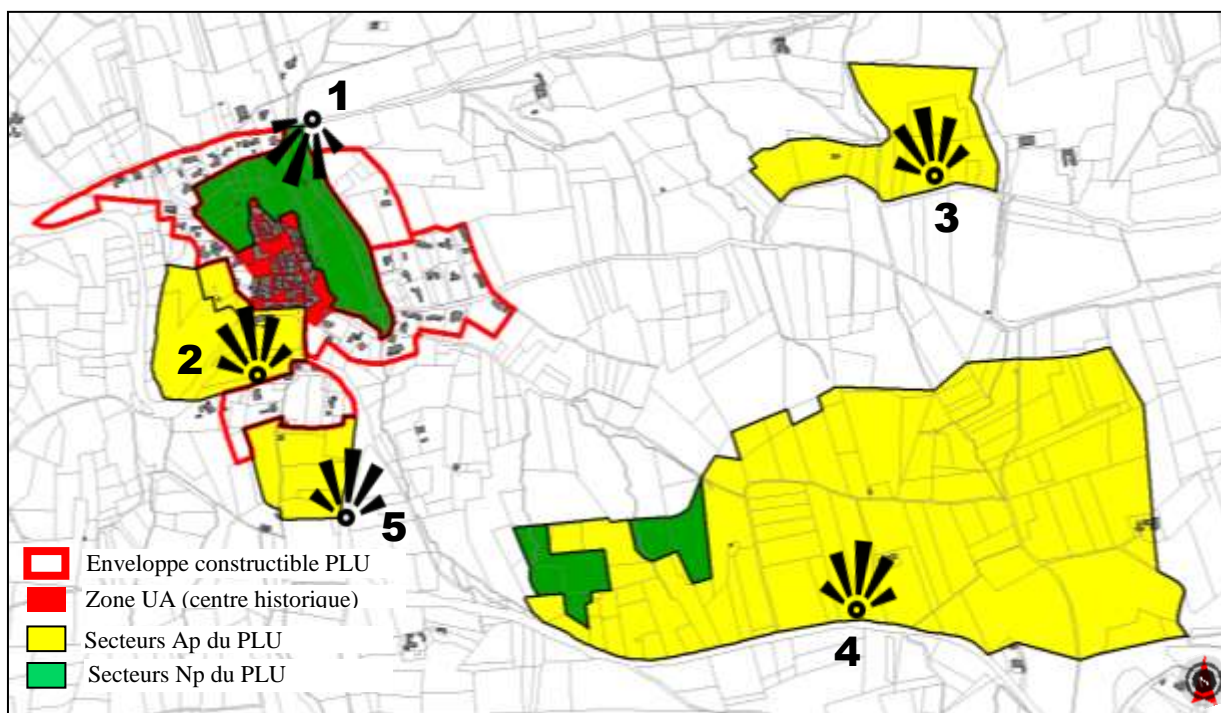 1
3
2
5
4
Enveloppe constructible PLU
Zone UA (centre historique)
Secteurs Ap du PLU
Secteurs Np du PLU